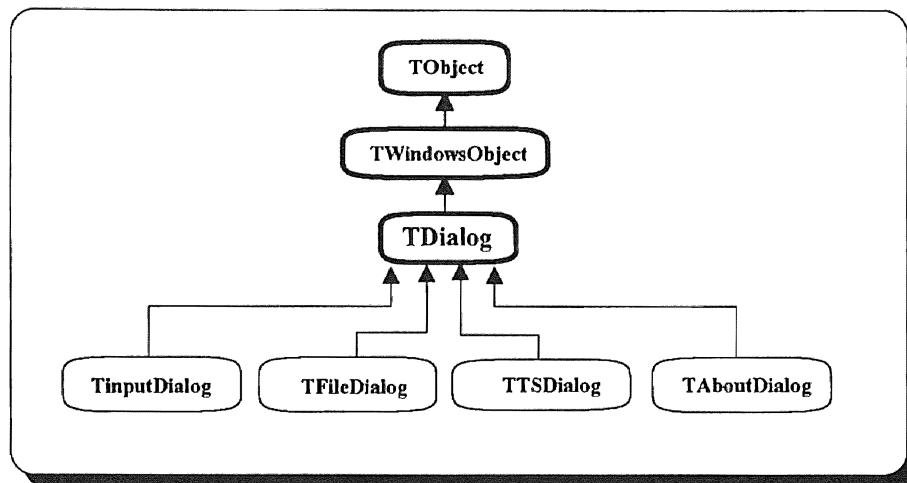 TObject
TWindowsObject
TDialog
TinputDialog
TFileDialog
TTSDialog
TAboutDialog